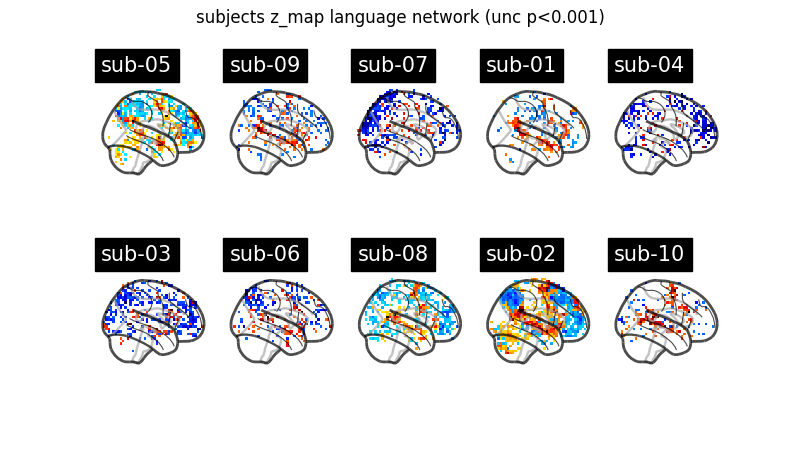 subjects z_map language network (unc p<0.001)
sub-05
sub-09
sub-07
sub-01
sub-04
sub-03
sub-06
sub-08
sub-02
sub-10